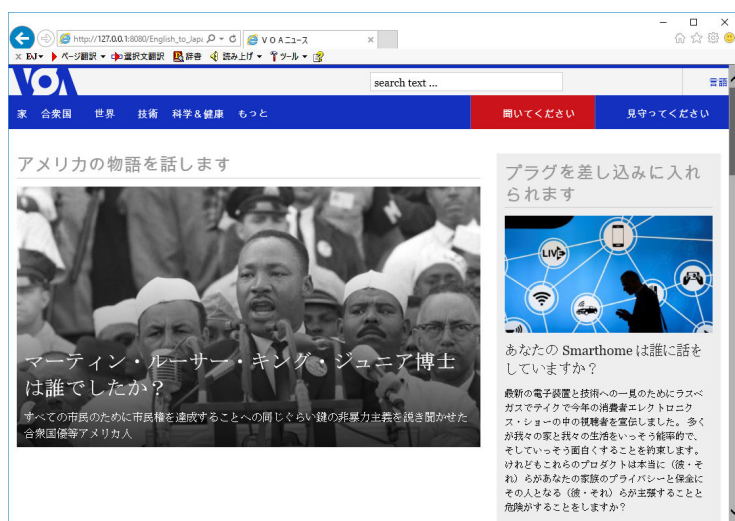 http://127.0.0.1:8080/English_to_Japa
VOAニュース
EJ ページ翻訳 選択文翻訳 辞書 読み上げ ツール
VOA
search text ...
言語
家 合衆国 世界 技術 科学&健康 もっと
聞いてください 見守ってください
アメリカの物語を話します
マーティン・ルーサー・キング・ジュニア博士
は誰でしたか?
すべての市民のために市民権を達成することへの同じぐらい鍵の非暴力主義を説き聞かせた
合衆国優等アメリカ人
プラグを差し込みに入れ
られます
LIVE
あなたの Smarthome は誰に話を
していますか?
最新の電子装置と技術への一見のためにラスベ
ガスでテイクで今年の消費者エレクトロニク
ス・ショーの中の視聴者を宣伝しました。 多く
が我々の家と我々の生活をいっそう能率的で、
そしていっそう面白くすることを約束します。
けれどもこれらのプロダクトは本当に(彼・そ
れ)らがあなたの家族のプライバシーと保全に
その人となる(彼・それ)らが主張することと
危険がすることをしますか?